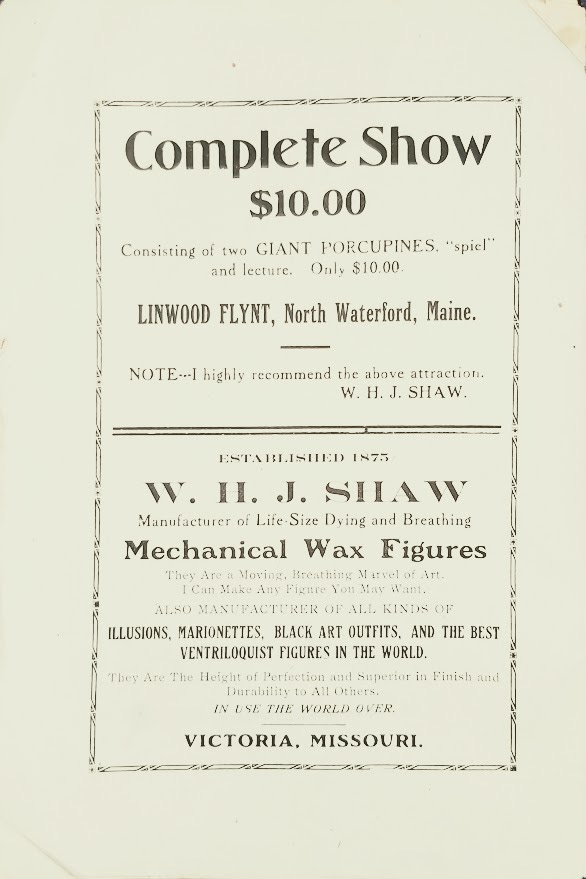 Complete Show
$10.00
Consisting of two GIANT PORCUPINES, "spiel"
and lecture. Only $10.00.
LINWOOD FLYNT, North Waterford, Maine.
NOTE---I highly recommend the above attraction.
W. H. J. SHAW.
ESTABLISHED 1875
W. H. J. SHAW
Manufacturer of Life-Size Dying and Breathing
Mechanical Wax Figures
They Are a Moving, Breathing Marvel of Art.
I Can Make Any Figure You May Want.
ALSO MANUFACTURER OF ALL KINDS OF
ILLUSIONS, MARIONETTES, BLACK ART OUTFITS, AND THE BEST
VENTRILOQUIST FIGURES IN THE WORLD.
They Are The Height of Perfection and Superior in Finish and
Durability to All Others.
IN USE THE WORLD OVER.
VICTORIA, MISSOURI.